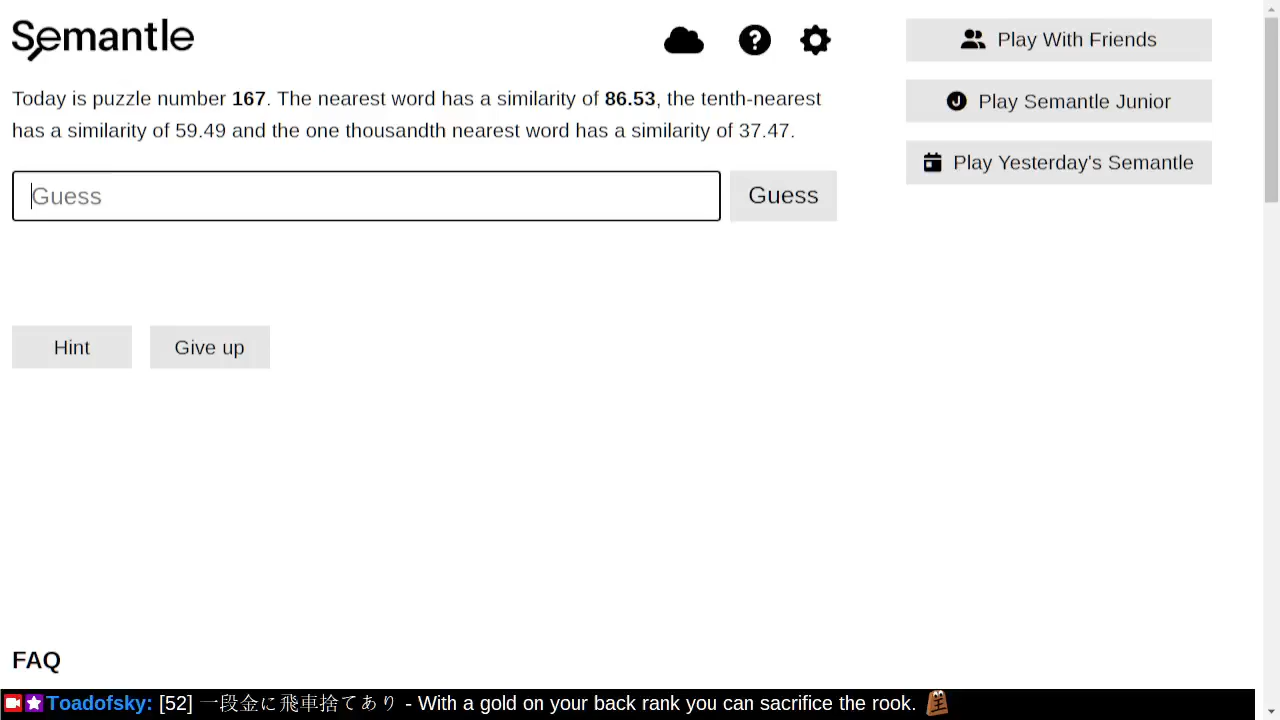 Semantle
Play With Friends
Today is puzzle number 167. The nearest word has a similarity of 86.53, the tenth-nearest
has a similarity of 59.49 and the one thousandth nearest word has a similarity of 37.47.
Play Semantle Junior
Play Yesterday's Semantle
Guess
Guess
Hint
Give up
FAQ
Toadofsky: [52] 一段金に飛車捨てあり - With a gold on your back rank you can sacrifice the rook.